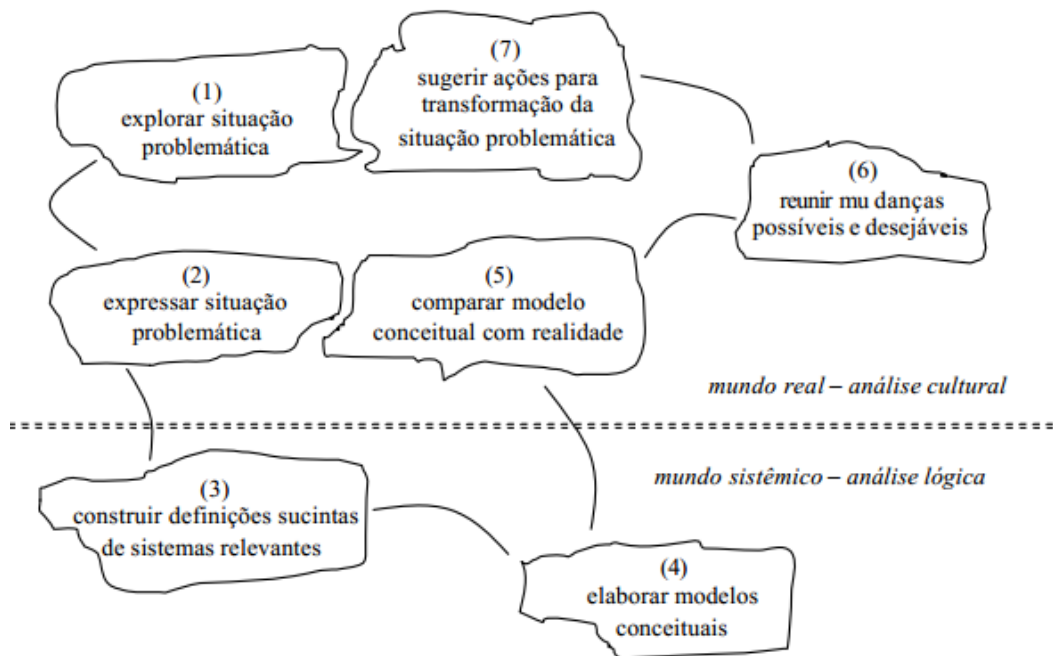 (1)
explorar situação
problemática
(7)
sugerir ações para
transformação da
situação problemática
(6)
reunir mu danças
possíveis e desejáveis
(2)
expressar situação
problemática
(5)
comparar modelo
conceitual com realidade
mundo real – análise cultural
mundo sistêmico – análise lógica
(3)
construir definições sucintas
de sistemas relevantes
(4)
elaborar modelos
conceituais